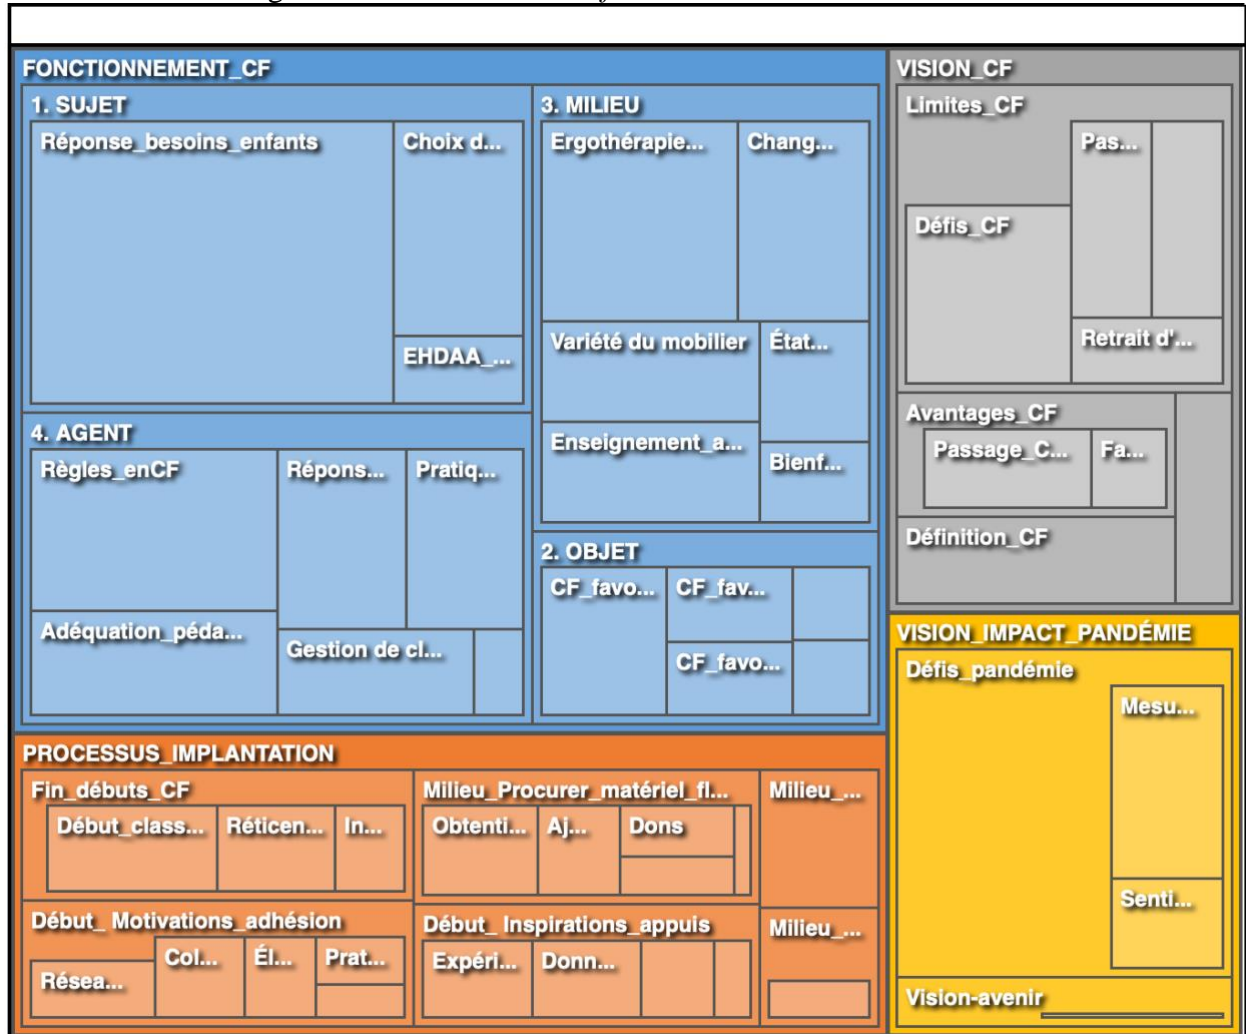 FONCTIONNEMENT_CF
1. SUJET
Réponse_besoins_enfants
Choix d...
EHDAA_...
3. MILIEU
Ergothérapie...
Chang...
Variété du mobilier
État...
Enseignement_a...
Bienf...
4. AGENT
Règles_enCF
Répons...
Pratiq...
Adéquation_péda...
Gestion de cl...
2. OBJET
CF_favo...
CF_fav...
CF_favo...
VISION_CF
Limites_CF
Pas...
Défis_CF
Retrait d'...
Avantages_CF
Passage_C...
Fa...
Définition_CF
VISION_IMPACT_PANDÉMIE
Défis_pandémie
Mesu...
Senti...
Vision-avenir
PROCESSUS_IMPLANTATION
Fin_débuts_CF
Début_class...
Réticen...
In...
Milieu_Procurer_matériel_fl...
Obtenti...
Aj...
Dons
Milieu_...
Début_ Motivations_adhésion
Résea...
Col...
Él...
Prat...
Début_ Inspirations_appuis
Expéri...
Donn...
Milieu_...